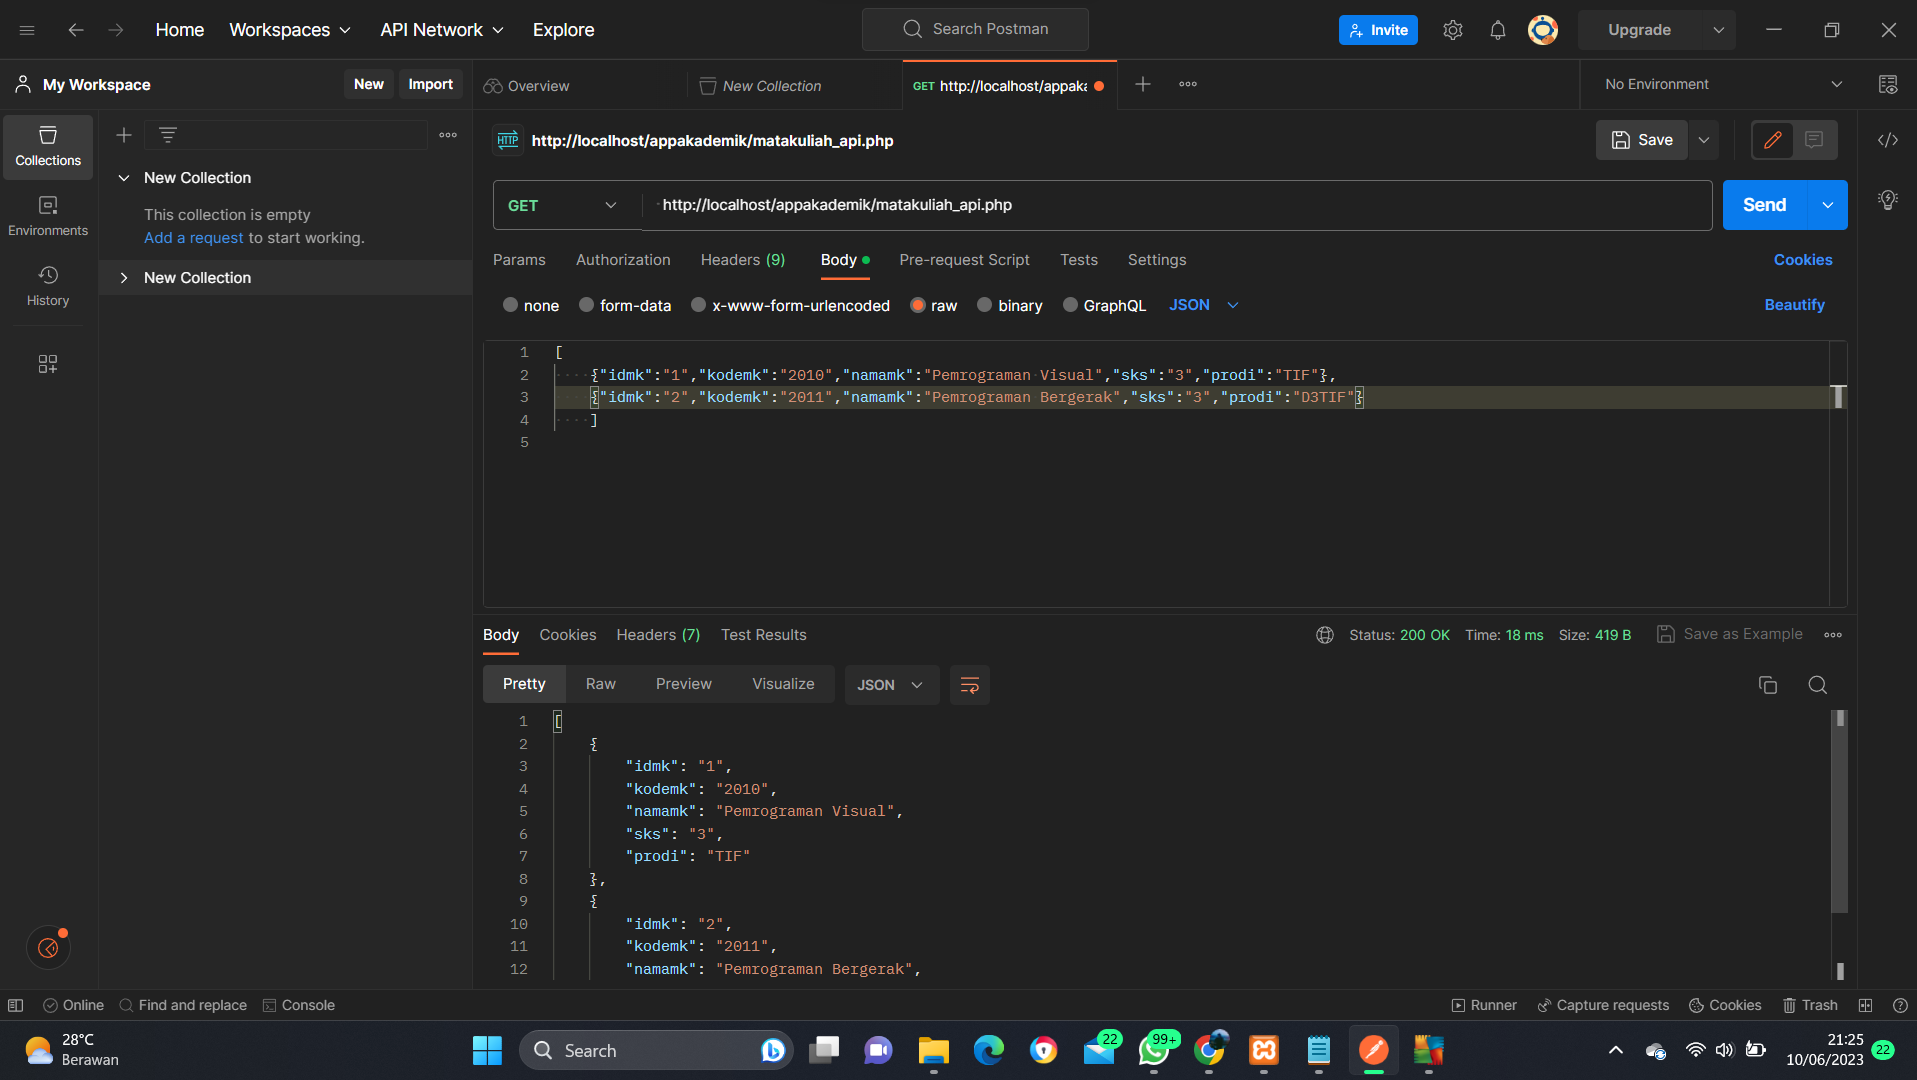 Home Workspaces API Network Explore Search Postman Invite Upgrade
My Workspace New Import Overview New Collection GET http://localhost/appaka No Environment
HTTP http://localhost/appakademik/matakuliah_api.php Save
Collections
New Collection
This collection is empty
Add a request to start working.
New Collection
Environments
History
GET http://localhost/appakademik/matakuliah_api.php Send
Params Authorization Headers (9) Body Pre-request Script Tests Settings Cookies
none form-data x-www-form-urlencoded raw binary GraphQL JSON Beautify
1 [
2 {"idmk":"1","kodemk":"2010","namamk":"Pemrograman Visual","sks":"3","prodi":"TIF"},
3 {"idmk":"2","kodemk":"2011","namamk":"Pemrograman Bergerak","sks":"3","prodi":"D3TIF"}
4 ]
5
Body Cookies Headers (7) Test Results Status: 200 OK Time: 18 ms Size: 419 B Save as Example
Pretty Raw Preview Visualize JSON
1 [
2 {
3 "idmk": "1",
4 "kodemk": "2010",
5 "namamk": "Pemrograman Visual",
6 "sks": "3",
7 "prodi": "TIF"
8 },
9 {
10 "idmk": "2",
11 "kodemk": "2011",
12 "namamk": "Pemrograman Bergerak",
Online Find and replace Console Runner Capture requests Cookies Trash
28°C
Berawan
Search
22
99+
21:25
10/06/2023
22